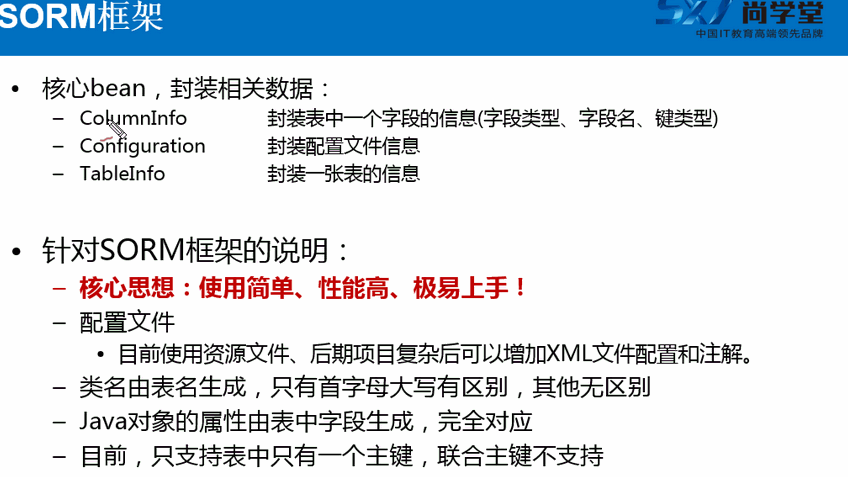 SORM框架
SXT 尚学堂
中国IT教育高端领先品牌
• 核心bean，封装相关数据：
– ColumnInfo 封装表中一个字段的信息(字段类型、字段名、键类型)
– Configuration 封装配置文件信息
– TableInfo 封装一张表的信息
• 针对SORM框架的说明：
– 核心思想：使用简单、性能高、极易上手！
– 配置文件
• 目前使用资源文件、后期项目复杂后可以增加XML文件配置和注解。
– 类名由表名生成，只有首字母大写有区别，其他无区别
– Java对象的属性由表中字段生成，完全对应
– 目前，只支持表中只有一个主键，联合主键不支持